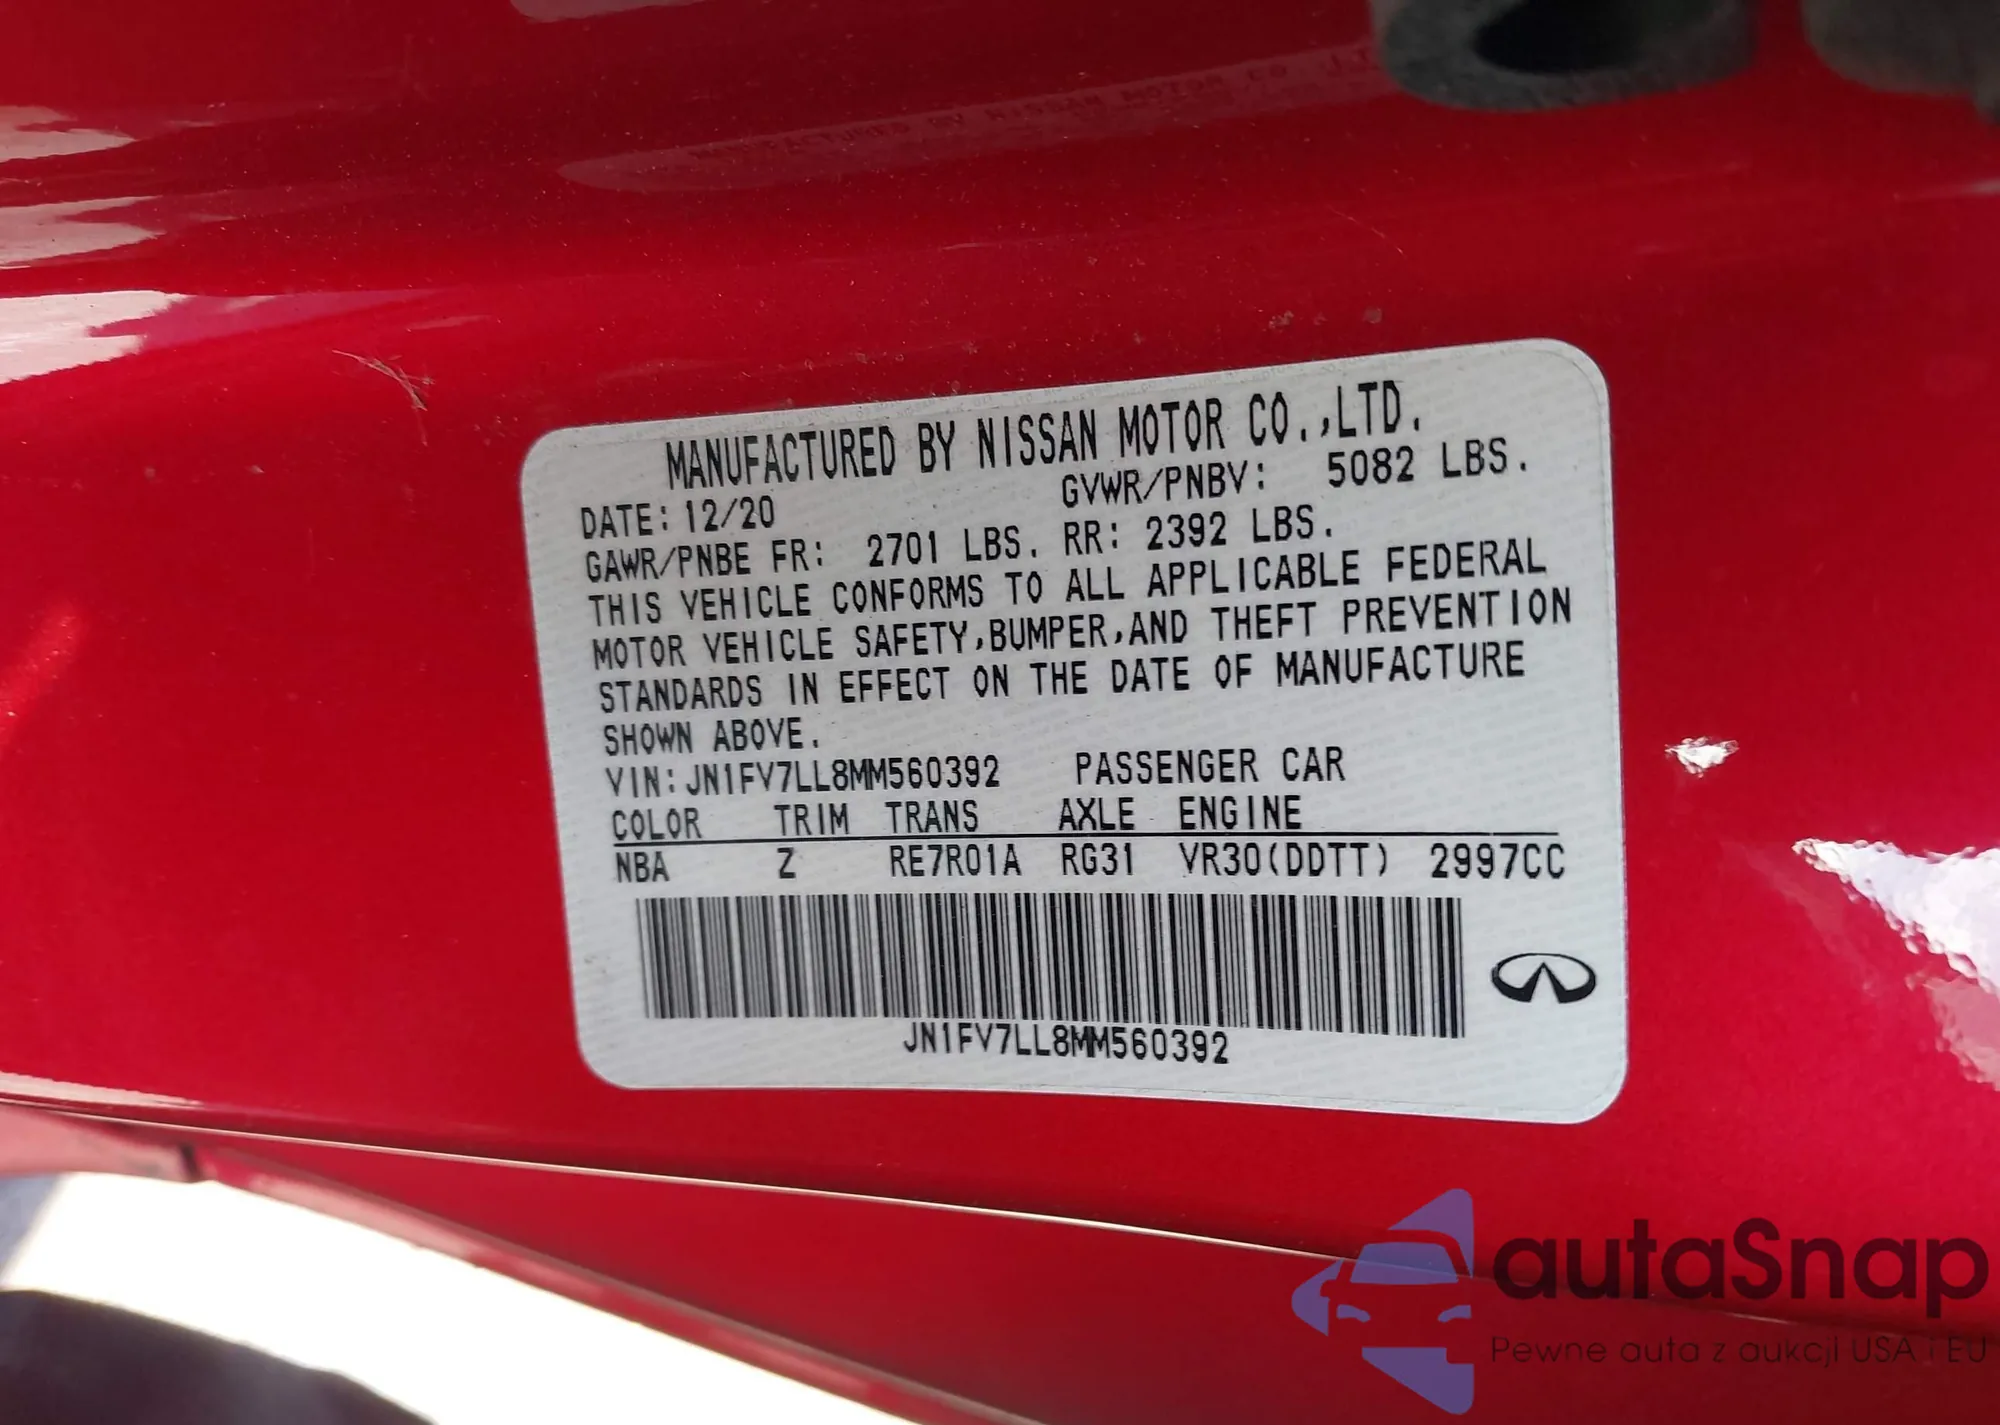 MANUFACTURED BY NISSAN MOTOR CO.,LTD.
DATE: 12/20 GVWR/PNBV: 5082 LBS.
GAWR/PNBE FR: 2701 LBS. RR: 2392 LBS.
THIS VEHICLE CONFORMS TO ALL APPLICABLE FEDERAL
MOTOR VEHICLE SAFETY,BUMPER,AND THEFT PREVENTION
STANDARDS IN EFFECT ON THE DATE OF MANUFACTURE
SHOWN ABOVE.
VIN:JN1FV7LL8MM560392 PASSENGER CAR
COLOR TRIM TRANS AXLE ENGINE
NBA Z RE7R01A RG31 VR30(DDTT) 2997CC
JN1FV7LL8MM560392
autaSnap
Pewne auta z aukcji USA i EU